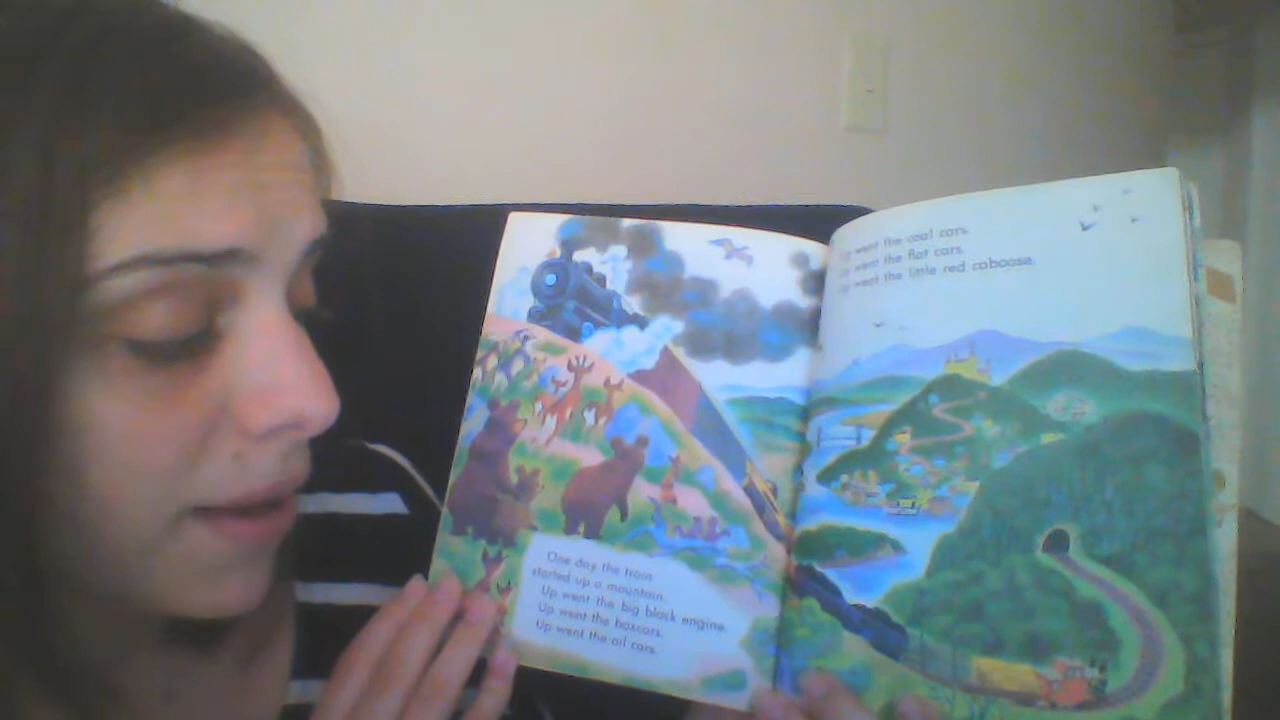 One day the train
started up a mountain.
Up went the big black engine.
Up went the boxcars.
Up went the oil cars.
Up went the coal cars.
Up went the flat cars.
Up went the little red caboose.